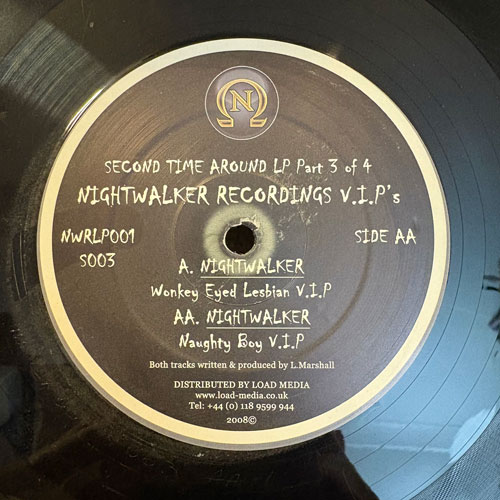 N
SECOND TIME AROUND LP Part 3 of 4
NIGHTWALKER RECORDINGS V.I.P's
NWRLP001
S003
SIDE AA
A. NIGHTWALKER
Wonkey Eyed Lesbian V.I.P
AA. NIGHTWALKER
Naughty Boy V.I.P
Both tracks written & produced by L.Marshall
DISTRIBUTED BY LOAD MEDIA
www.load-media.co.uk
Tel: +44 (0) 118 9599 944
2008©